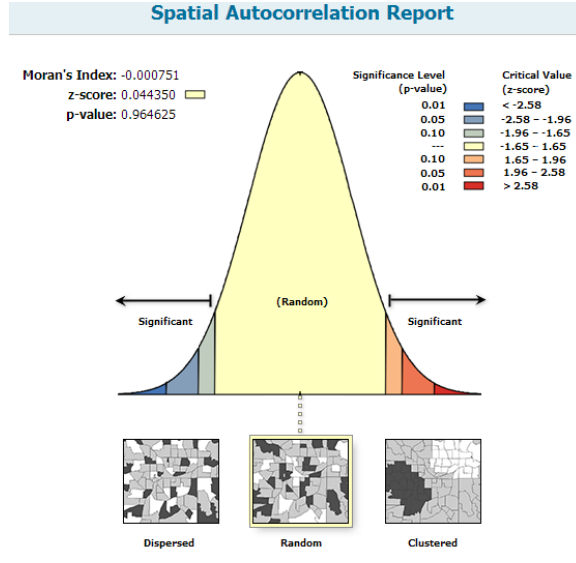 Spatial Autocorrelation Report
Moran's Index: -0.000751
z-score: 0.044350
p-value: 0.964625
Significance Level
(p-value)
Critical Value
(z-score)
0.01 < -2.58
0.05 -2.58 – -1.96
0.10 -1.96 – -1.65
--- -1.65 – 1.65
0.10 1.65 – 1.96
0.05 1.96 – 2.58
0.01 > 2.58
(Random)
Significant
Significant
Dispersed
Random
Clustered